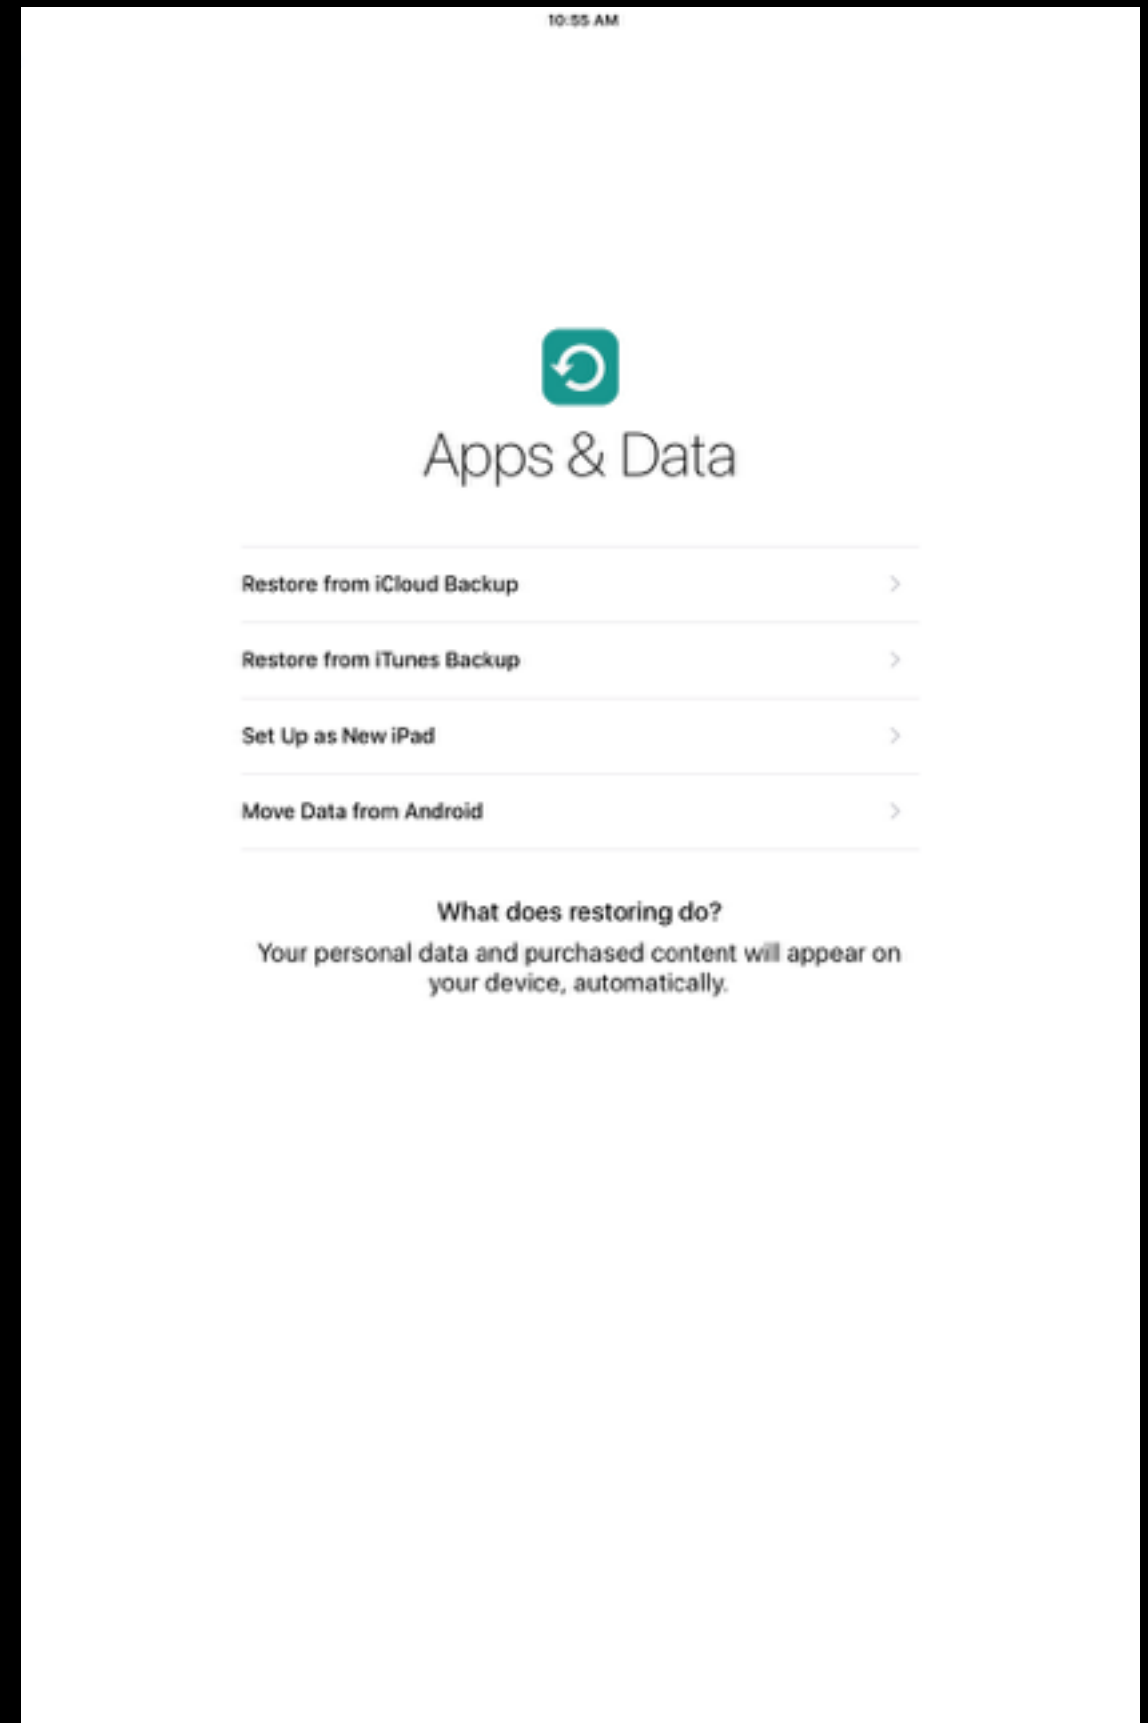 10:55 AM
Apps & Data
Restore from iCloud Backup
Restore from iTunes Backup
Set Up as New iPad
Move Data from Android
What does restoring do?
Your personal data and purchased content will appear on
your device, automatically.